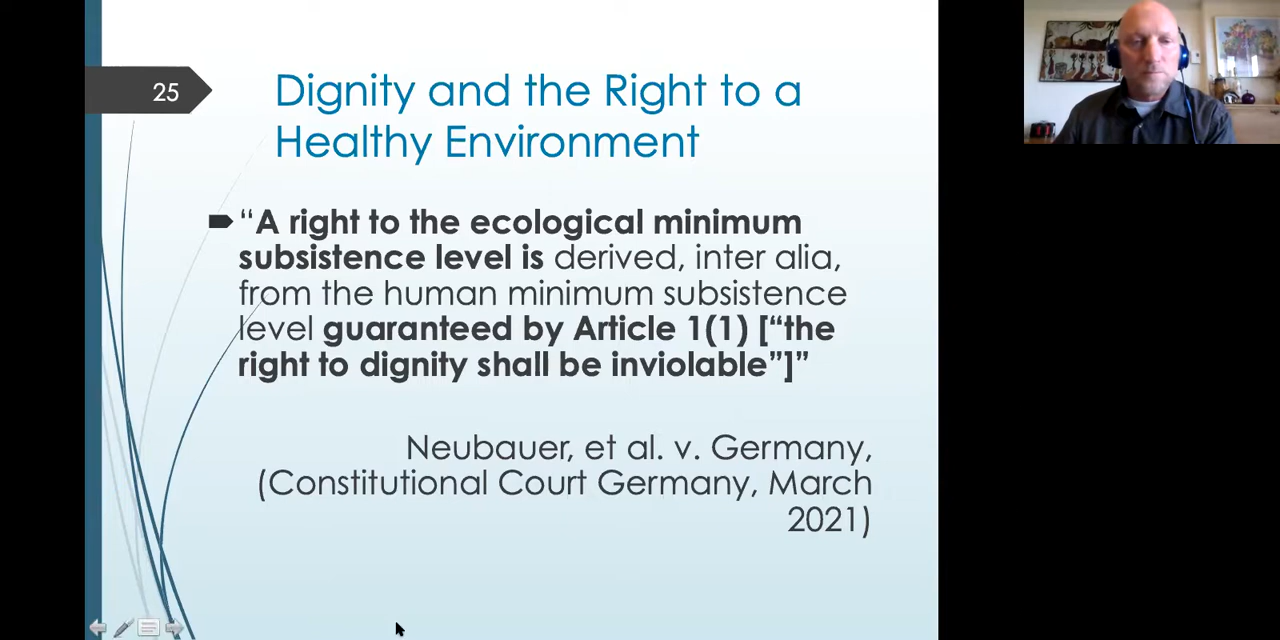 25
Dignity and the Right to a
Healthy Environment
“A right to the ecological minimum
subsistence level is derived, inter alia,
from the human minimum subsistence
level guaranteed by Article 1(1) [“the
right to dignity shall be inviolable”]”
Neubauer, et al. v. Germany,
(Constitutional Court Germany, March
2021)